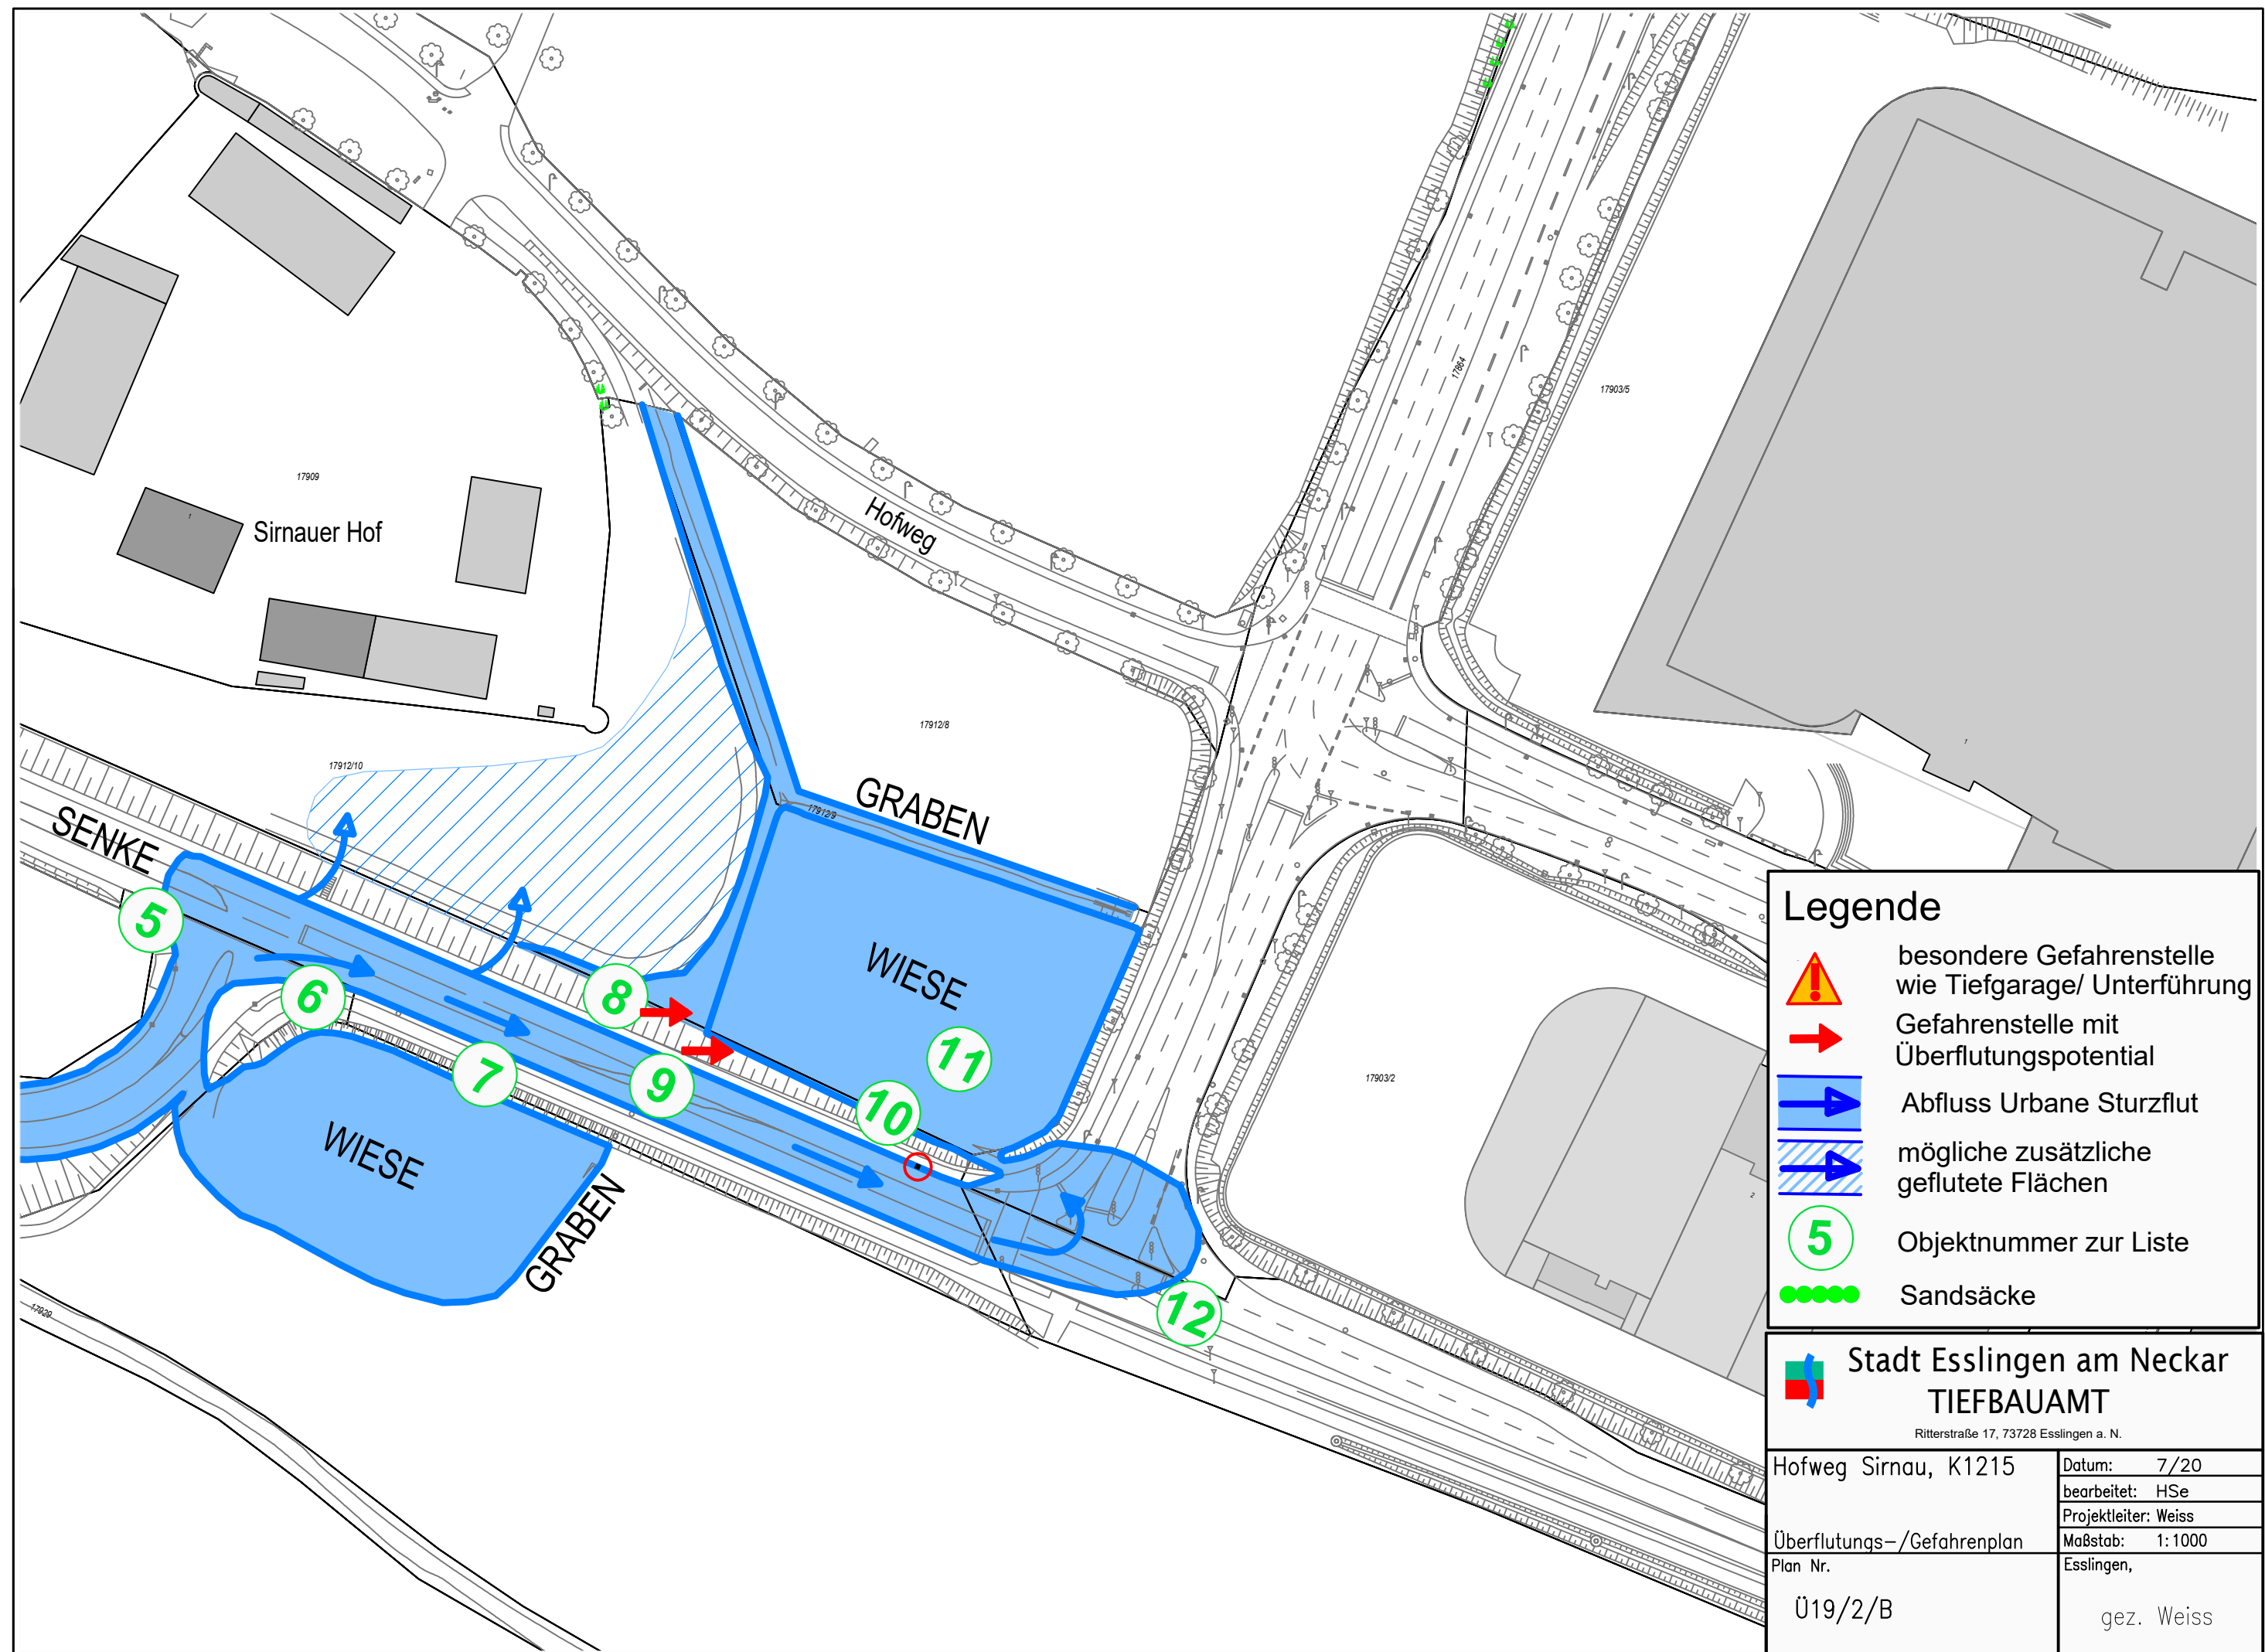 17864
17903/5
Hofweg
17909
1
Sirnauer Hof
17912/8
17912/10
1
GRABEN
17912/9
SENKE
5
WIESE
6
8
11
7
9
10
17903/2
WIESE
GRABEN
2
12
17929
Legende
besondere Gefahrenstelle
wie Tiefgarage/ Unterführung
Gefahrenstelle mit
Überflutungspotential
Abfluss Urbane Sturzflut
mögliche zusätzliche
geflutete Flächen
5 Objektnummer zur Liste
Sandsäcke
Stadt Esslingen am Neckar
TIEFBAUAMT
Ritterstraße 17, 73728 Esslingen a. N.
Hofweg Sirnau, K1215
Überflutungs-/Gefahrenplan
Datum: 7/20
bearbeitet: HSe
Projektleiter: Weiss
Maßstab: 1:1000
Plan Nr.
Ü19/2/B
Esslingen,
gez. Weiss